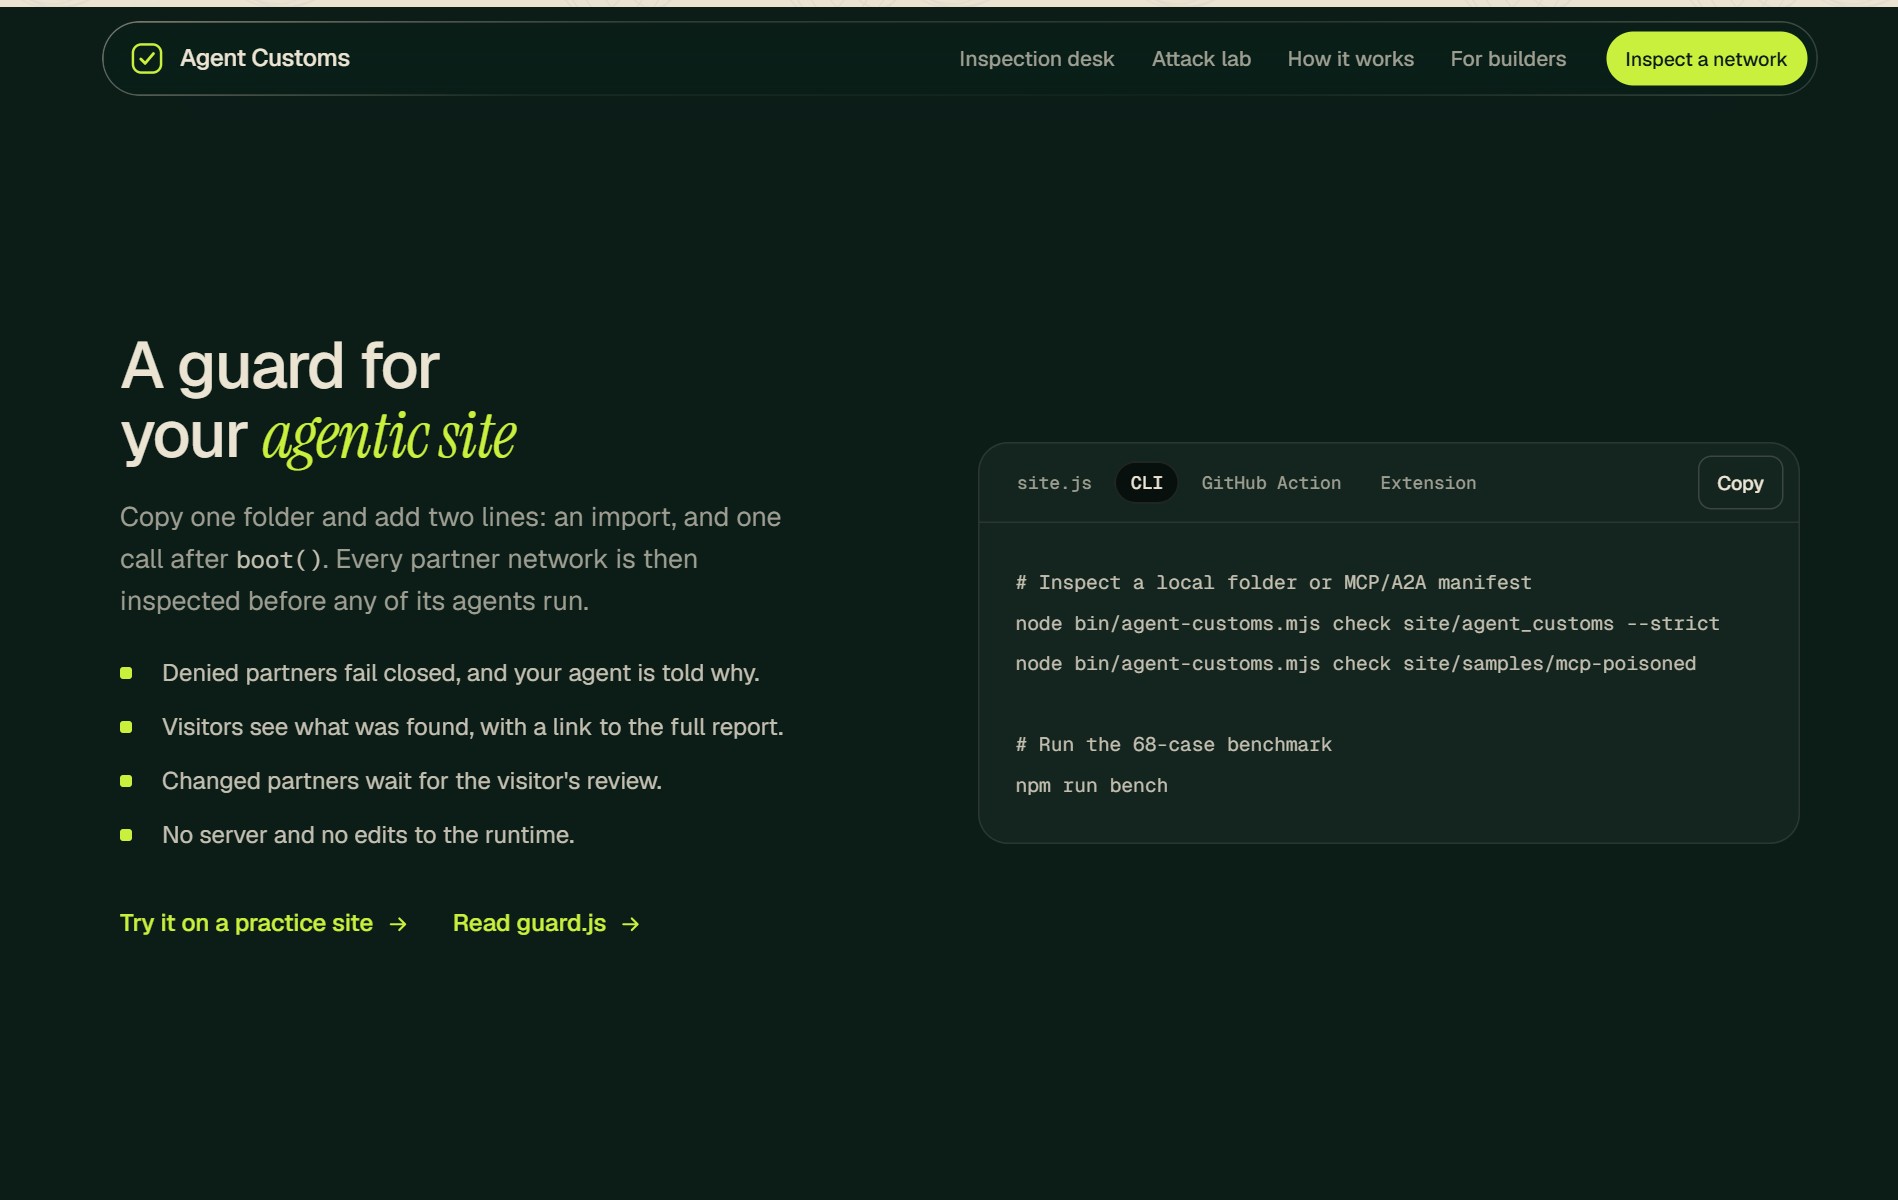 Agent Customs
Inspection desk
Attack lab
How it works
For builders
Inspect a network
A guard for
your agentic site
Copy one folder and add two lines: an import, and one
call after boot(). Every partner network is then
inspected before any of its agents run.
Denied partners fail closed, and your agent is told why.
Visitors see what was found, with a link to the full report.
Changed partners wait for the visitor's review.
No server and no edits to the runtime.
Try it on a practice site →
Read guard.js →
site.js
CLI
GitHub Action
Extension
Copy
# Inspect a local folder or MCP/A2A manifest
node bin/agent-customs.mjs check site/agent_customs --strict
node bin/agent-customs.mjs check site/samples/mcp-poisoned
# Run the 68-case benchmark
npm run bench